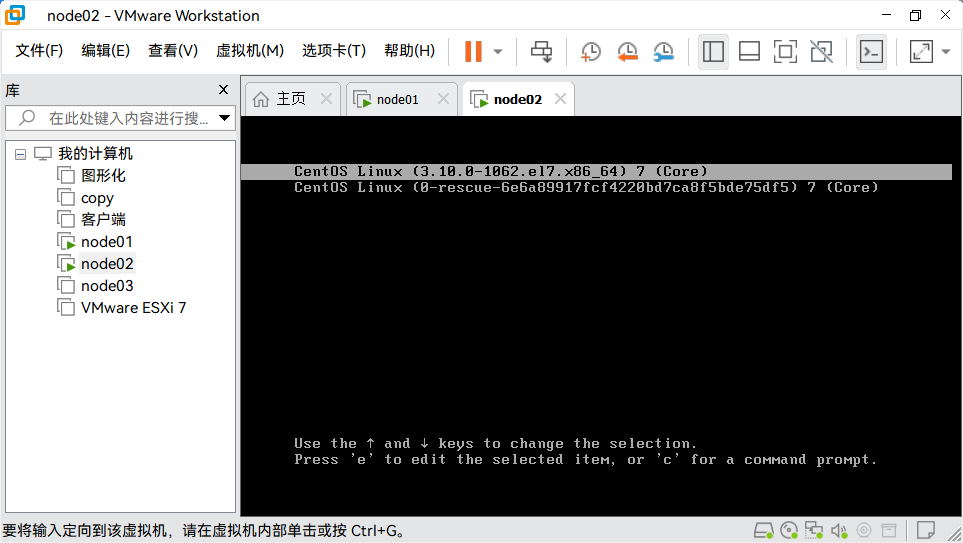 node02 - VMware Workstation
文件(F) 编辑(E) 查看(V) 虚拟机(M) 选项卡(T) 帮助(H)
库
在此处键入内容进行搜...
我的计算机
图形化
copy
客户端
node01
node02
node03
VMware ESXi 7
主页 node01 node02
CentOS Linux (3.10.0-1062.el7.x86_64) 7 (Core)
CentOS Linux (0-rescue-6e6a89917fcf4220bd7ca8f5bde75df5) 7 (Core)
Use the ↑ and ↓ keys to change the selection.
Press 'e' to edit the selected item, or 'c' for a command prompt.
要将输入定向到该虚拟机，请在虚拟机内部单击或按 Ctrl+G。